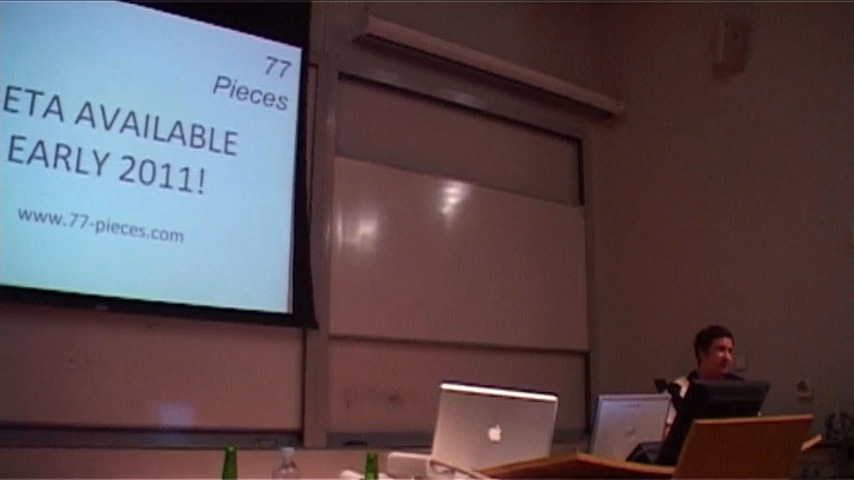 77
Pieces
ETA AVAILABLE
EARLY 2011!
www.77-pieces.com